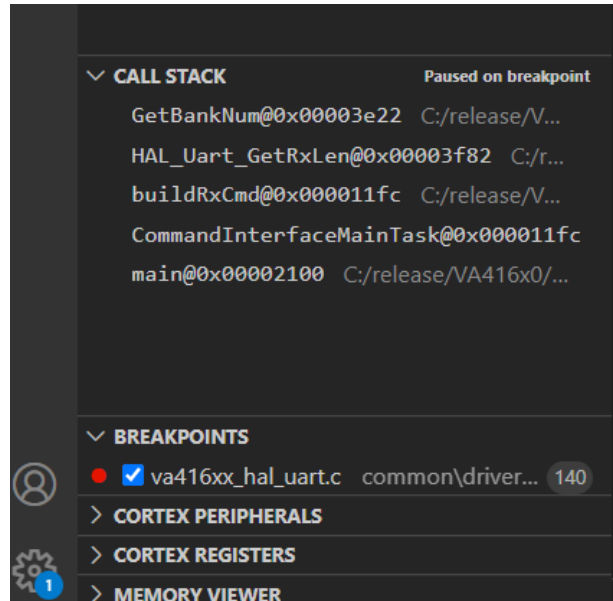 CALL STACK Paused on breakpoint
GetBankNum@0x00003e22 C:/release/V...
HAL_Uart_GetRxLen@0x00003f82 C:/r...
buildRxCmd@0x000011fc C:/release/V...
CommandInterfaceMainTask@0x000011fc
main@0x00002100 C:/release/VA416x0/...
BREAKPOINTS
va416xx_hal_uart.c common\driver... 140
CORTEX PERIPHERALS
CORTEX REGISTERS
1
MEMORY VIEWER